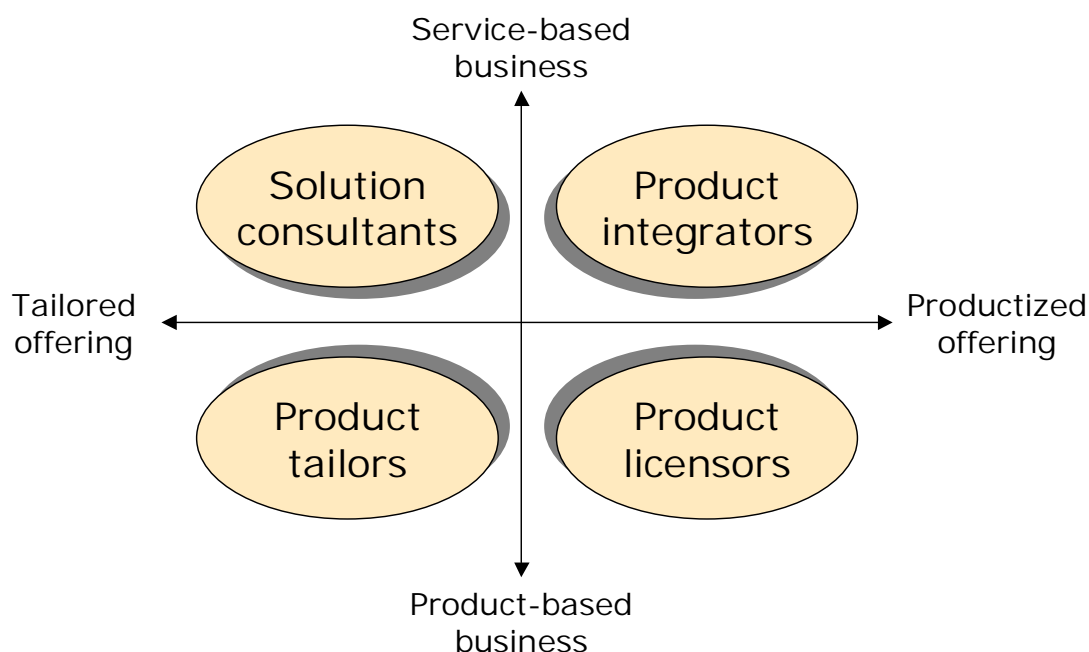 Service-based
business
Solution
consultants
Product
integrators
Tailored
offering
Productized
offering
Product
tailors
Product
licensors
Product-based
business